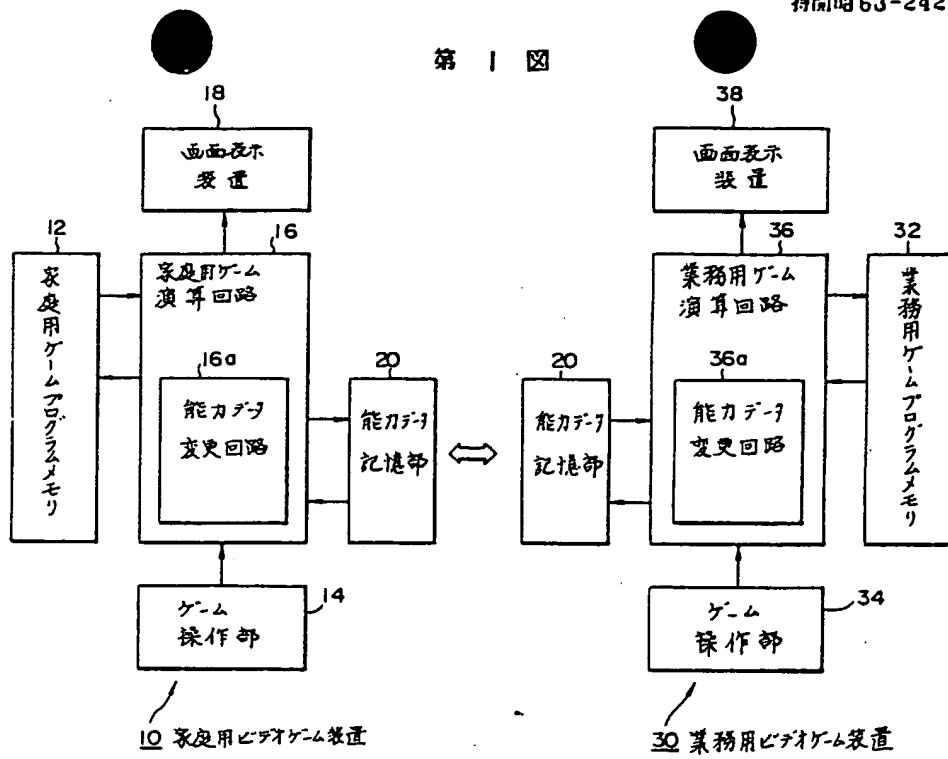 特開昭63-242
第 1 図
18
画面表示
装置
38
画面表示
装置
12
家庭用ゲームプログラムメモリ
16
家庭用ゲーム
演算回路
16a
能力データ
変更回路
20
能力データ
記憶部
20
能力データ
記憶部
36
業務用ゲーム
演算回路
36a
能力データ
変更回路
32
業務用ゲームプログラムメモリ
ゲーム
操作部
14
ゲーム
操作部
34
10 家庭用ビデオゲーム装置
30 業務用ビデオゲーム装置